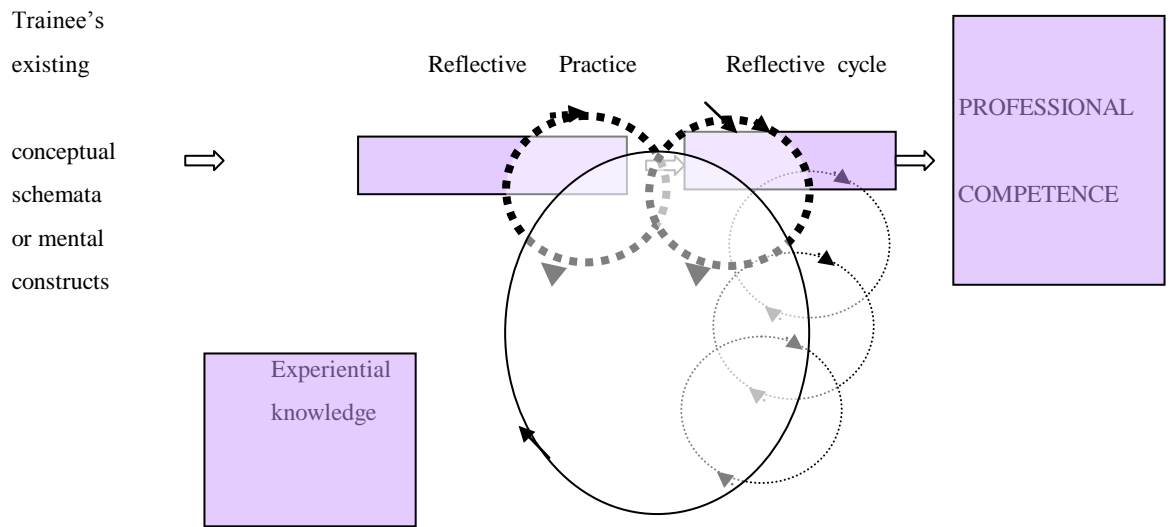 Trainee’s
existing
conceptual
schemata
or mental
constructs
Reflective Practice
Reflective cycle
PROFESSIONAL
COMPETENCE
Experiential
knowledge